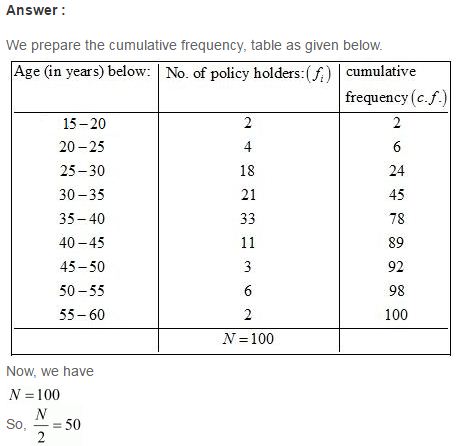 Answer :
We prepare the cumulative frequency, table as given below.
Age (in years) below: No. of policy holders:(f_i) cumulative
frequency (c.f.)
15–20 2 2
20–25 4 6
25–30 18 24
30–35 21 45
35–40 33 78
40–45 11 89
45–50 3 92
50–55 6 98
55–60 2 100
N = 100
Now, we have
N = 100
So, N/2 = 50